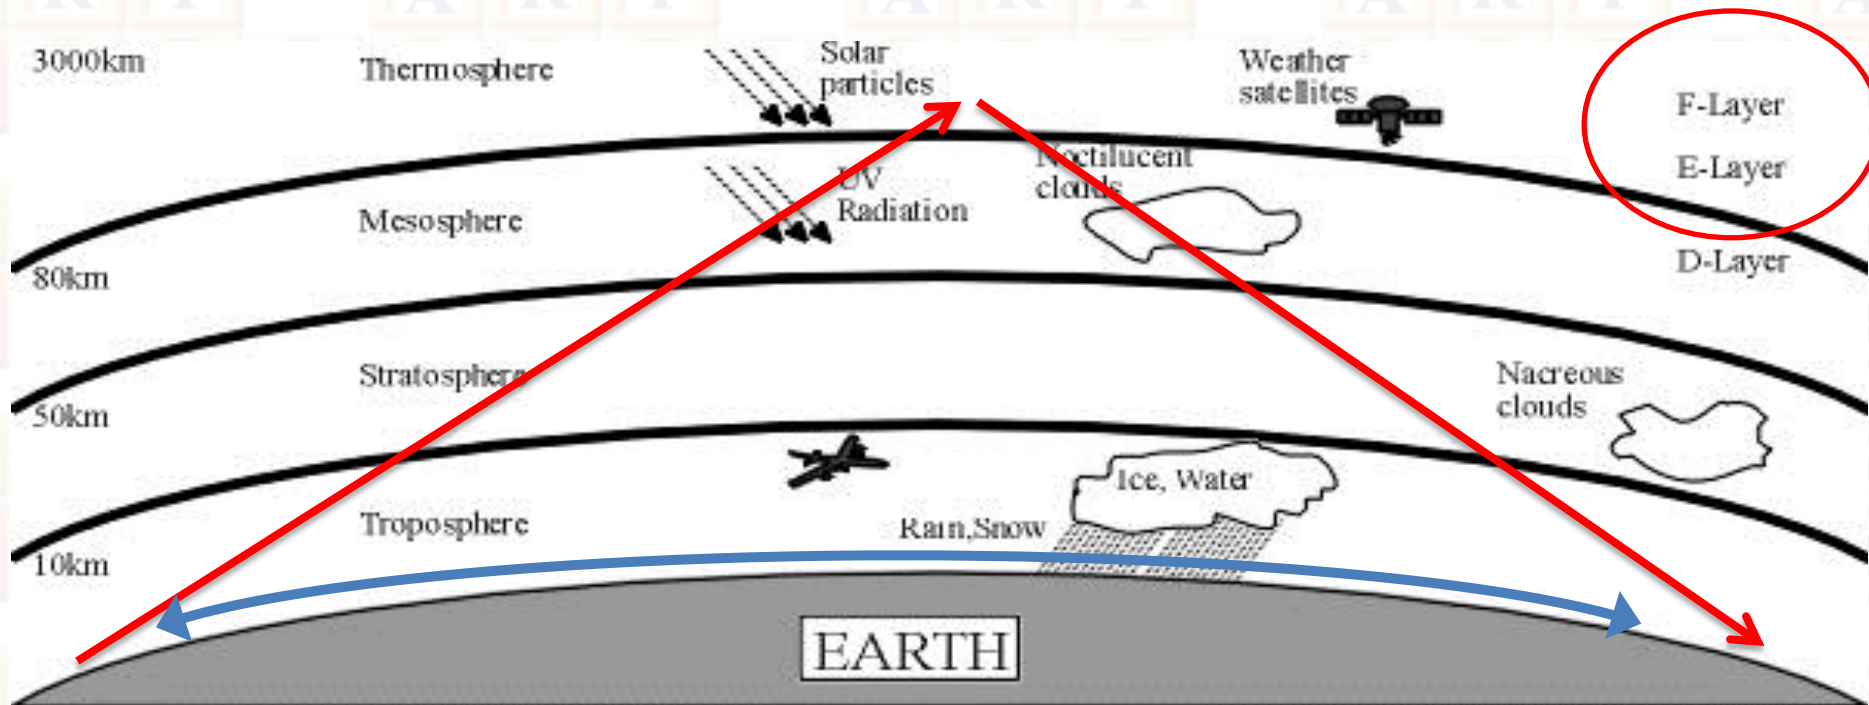 A R T A R T A R T A
3000km
Thermosphere
Solar
particles
Weather
satellites
F-Layer
E-Layer
UV
Radiation
Noctilucent
clouds
Mesosphere
D-Layer
80km
Stratosphere
Nacreous
clouds
50km
Ice, Water
Troposphere
Rain,Snow
10km
EARTH